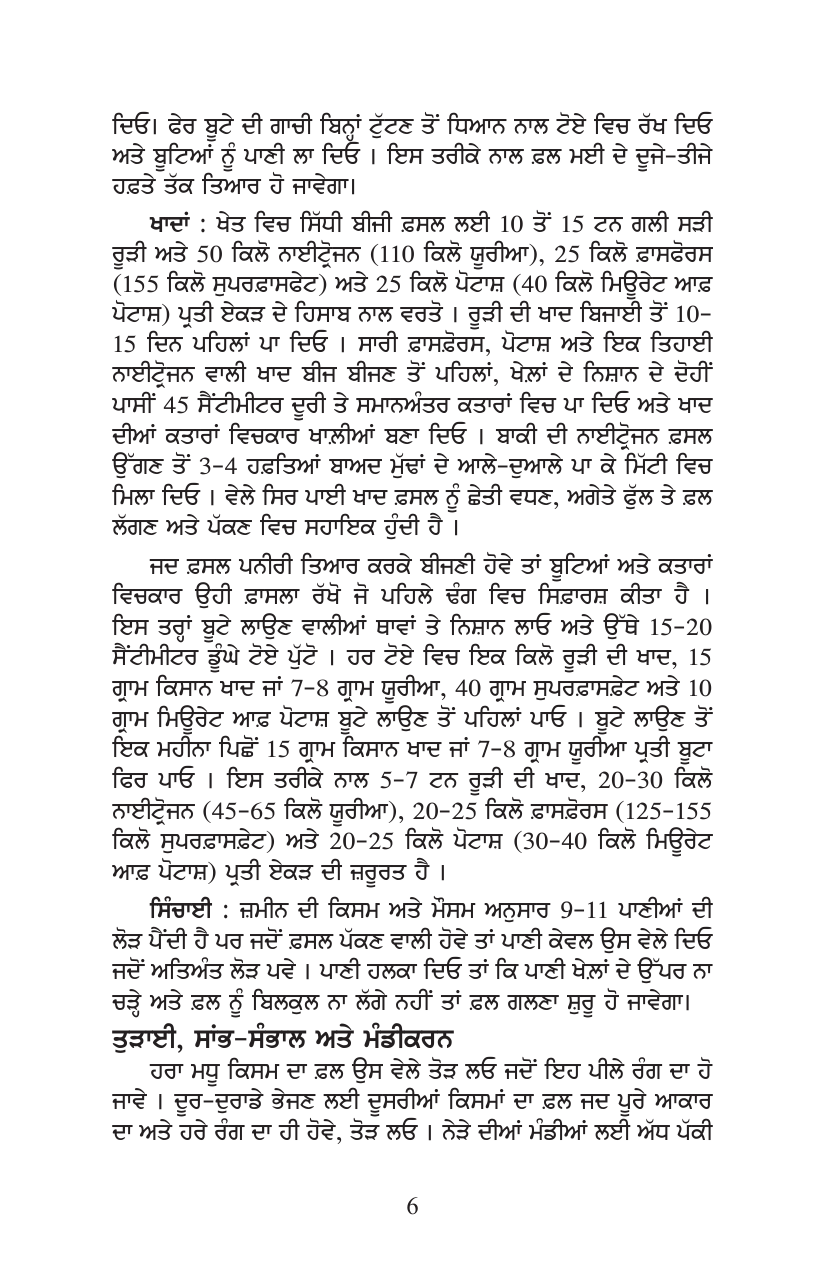 ਦਿਓ। ਫੇਰ ਬੂਟੇ ਦੀ ਗਾਚੀ ਬਿਨ੍ਹਾਂ ਟੁੱਟਣ ਤੋਂ ਧਿਆਨ ਨਾਲ ਟੋਏ ਵਿਚ ਰੱਖ ਦਿਓ
ਅਤੇ ਬੂਟਿਆਂ ਨੂੰ ਪਾਣੀ ਲਾ ਦਿਓ । ਇਸ ਤਰੀਕੇ ਨਾਲ ਫ਼ਲ ਮਈ ਦੇ ਦੂਜੇ-ਤੀਜੇ
ਹਫ਼ਤੇ ਤੱਕ ਤਿਆਰ ਹੋ ਜਾਵੇਗਾ।
ਖਾਦਾਂ : ਖੇਤ ਵਿਚ ਸਿੱਧੀ ਬੀਜੀ ਫ਼ਸਲ ਲਈ 10 ਤੋਂ 15 ਟਨ ਗਲੀ ਸੜੀ
ਰੂੜੀ ਅਤੇ 50 ਕਿਲੋ ਨਾਈਟ੍ਰੋਜਨ (110 ਕਿਲੋ ਯੂਰੀਆ), 25 ਕਿਲੋ ਫ਼ਾਸਫੋਰਸ
(155 ਕਿਲੋ ਸੁਪਰਫ਼ਾਸਫੇਟ) ਅਤੇ 25 ਕਿਲੋ ਪੋਟਾਸ਼ (40 ਕਿਲੋ ਮਿਊਰੇਟ ਆਫ਼
ਪੋਟਾਸ਼) ਪ੍ਰਤੀ ਏਕੜ ਦੇ ਹਿਸਾਬ ਨਾਲ ਵਰਤੋ । ਰੂੜੀ ਦੀ ਖਾਦ ਬਿਜਾਈ ਤੋਂ 10-
15 ਦਿਨ ਪਹਿਲਾਂ ਪਾ ਦਿਓ । ਸਾਰੀ ਫ਼ਾਸਫ਼ੋਰਸ, ਪੋਟਾਸ਼ ਅਤੇ ਇਕ ਤਿਹਾਈ
ਨਾਈਟ੍ਰੋਜਨ ਵਾਲੀ ਖਾਦ ਬੀਜ ਬੀਜਣ ਤੋਂ ਪਹਿਲਾਂ, ਖੇਲ਼ਾਂ ਦੇ ਨਿਸ਼ਾਨ ਦੇ ਦੋਹੀਂ
ਪਾਸੀਂ 45 ਸੈਂਟੀਮੀਟਰ ਦੂਰੀ ਤੇ ਸਮਾਨਅੰਤਰ ਕਤਾਰਾਂ ਵਿਚ ਪਾ ਦਿਓ ਅਤੇ ਖਾਦ
ਦੀਆਂ ਕਤਾਰਾਂ ਵਿਚਕਾਰ ਖਾਲ਼ੀਆਂ ਬਣਾ ਦਿਓ । ਬਾਕੀ ਦੀ ਨਾਈਟ੍ਰੋਜਨ ਫ਼ਸਲ
ਉੱਗਣ ਤੋਂ 3-4 ਹਫ਼ਤਿਆਂ ਬਾਅਦ ਮੁੱਢਾਂ ਦੇ ਆਲੇ-ਦੁਆਲੇ ਪਾ ਕੇ ਮਿੱਟੀ ਵਿਚ
ਮਿਲਾ ਦਿਓ । ਵੇਲੇ ਸਿਰ ਪਾਈ ਖਾਦ ਫ਼ਸਲ ਨੂੰ ਛੇਤੀ ਵਧਣ, ਅਗੇਤੇ ਫੁੱਲ ਤੇ ਫ਼ਲ
ਲੱਗਣ ਅਤੇ ਪੱਕਣ ਵਿਚ ਸਹਾਇਕ ਹੁੰਦੀ ਹੈ ।
ਜਦ ਫ਼ਸਲ ਪਨੀਰੀ ਤਿਆਰ ਕਰਕੇ ਬੀਜਣੀ ਹੋਵੇ ਤਾਂ ਬੂਟਿਆਂ ਅਤੇ ਕਤਾਰਾਂ
ਵਿਚਕਾਰ ਉਹੀ ਫ਼ਾਸਲਾ ਰੱਖੋ ਜੋ ਪਹਿਲੇ ਢੰਗ ਵਿਚ ਸਿਫ਼ਾਰਸ਼ ਕੀਤਾ ਹੈ ।
ਇਸ ਤਰ੍ਹਾਂ ਬੂਟੇ ਲਾਉਣ ਵਾਲੀਆਂ ਥਾਵਾਂ ਤੇ ਨਿਸ਼ਾਨ ਲਾਓ ਅਤੇ ਉੱਥੇ 15-20
ਸੈਂਟੀਮੀਟਰ ਡੂੰਘੇ ਟੋਏ ਪੁੱਟੋ । ਹਰ ਟੋਏ ਵਿਚ ਇਕ ਕਿਲੋ ਰੂੜੀ ਦੀ ਖਾਦ, 15
ਗ੍ਰਾਮ ਕਿਸਾਨ ਖਾਦ ਜਾਂ 7-8 ਗ੍ਰਾਮ ਯੂਰੀਆ, 40 ਗ੍ਰਾਮ ਸੁਪਰਫ਼ਾਸਫ਼ੇਟ ਅਤੇ 10
ਗ੍ਰਾਮ ਮਿਊਰੇਟ ਆਫ਼ ਪੋਟਾਸ਼ ਬੂਟੇ ਲਾਉਣ ਤੋਂ ਪਹਿਲਾਂ ਪਾਓ । ਬੂਟੇ ਲਾਉਣ ਤੋਂ
ਇਕ ਮਹੀਨਾ ਪਿਛੋਂ 15 ਗ੍ਰਾਮ ਕਿਸਾਨ ਖਾਦ ਜਾਂ 7-8 ਗ੍ਰਾਮ ਯੂਰੀਆ ਪ੍ਰਤੀ ਬੂਟਾ
ਫਿਰ ਪਾਓ । ਇਸ ਤਰੀਕੇ ਨਾਲ 5-7 ਟਨ ਰੂੜੀ ਦੀ ਖਾਦ, 20-30 ਕਿਲੋ
ਨਾਈਟ੍ਰੋਜਨ (45-65 ਕਿਲੋ ਯੂਰੀਆ), 20-25 ਕਿਲੋ ਫ਼ਾਸਫ਼ੋਰਸ (125-155
ਕਿਲੋ ਸੁਪਰਫ਼ਾਸਫ਼ੇਟ) ਅਤੇ 20-25 ਕਿਲੋ ਪੋਟਾਸ਼ (30-40 ਕਿਲੋ ਮਿਊਰੇਟ
ਆਫ਼ ਪੋਟਾਸ਼) ਪ੍ਰਤੀ ਏਕੜ ਦੀ ਜ਼ਰੂਰਤ ਹੈ ।
ਸਿੰਚਾਈ : ਜ਼ਮੀਨ ਦੀ ਕਿਸਮ ਅਤੇ ਮੌਸਮ ਅਨੁਸਾਰ 9-11 ਪਾਣੀਆਂ ਦੀ
ਲੋੜ ਪੈਂਦੀ ਹੈ ਪਰ ਜਦੋਂ ਫ਼ਸਲ ਪੱਕਣ ਵਾਲੀ ਹੋਵੇ ਤਾਂ ਪਾਣੀ ਕੇਵਲ ਉਸ ਵੇਲੇ ਦਿਓ
ਜਦੋਂ ਅਤਿਅੰਤ ਲੋੜ ਪਵੇ । ਪਾਣੀ ਹਲਕਾ ਦਿਓ ਤਾਂ ਕਿ ਪਾਣੀ ਖੇਲ਼ਾਂ ਦੇ ਉੱਪਰ ਨਾ
ਚੜ੍ਹੇ ਅਤੇ ਫ਼ਲ ਨੂੰ ਬਿਲਕੁਲ ਨਾ ਲੱਗੇ ਨਹੀਂ ਤਾਂ ਫ਼ਲ ਗਲਣਾ ਸ਼ੁਰੂ ਹੋ ਜਾਵੇਗਾ।
ਤੁੜਾਈ, ਸਾਂਭ-ਸੰਭਾਲ ਅਤੇ ਮੰਡੀਕਰਨ
ਹਰਾ ਮਧੂ ਕਿਸਮ ਦਾ ਫ਼ਲ ਉਸ ਵੇਲੇ ਤੋੜ ਲਓ ਜਦੋਂ ਇਹ ਪੀਲੇ ਰੰਗ ਦਾ ਹੋ
ਜਾਵੇ । ਦੂਰ-ਦੁਰਾਡੇ ਭੇਜਣ ਲਈ ਦੂਸਰੀਆਂ ਕਿਸਮਾਂ ਦਾ ਫ਼ਲ ਜਦ ਪੂਰੇ ਆਕਾਰ
ਦਾ ਅਤੇ ਹਰੇ ਰੰਗ ਦਾ ਹੀ ਹੋਵੇ, ਤੋੜ ਲਓ । ਨੇੜੇ ਦੀਆਂ ਮੰਡੀਆਂ ਲਈ ਅੱਧ ਪੱਕੀ
6